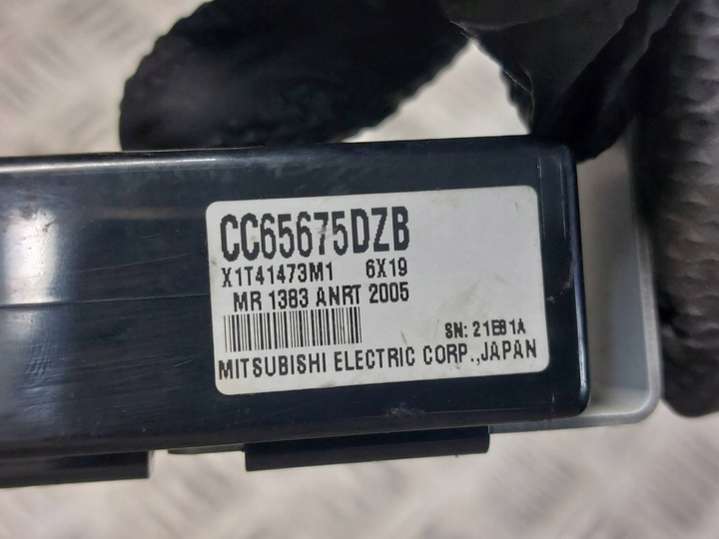 CC65675DZB
X1T41473M1 6X19
MR 1383 ANRT 2005
SN: 21EB1A
MITSUBISHI ELECTRIC CORP.,JAPAN